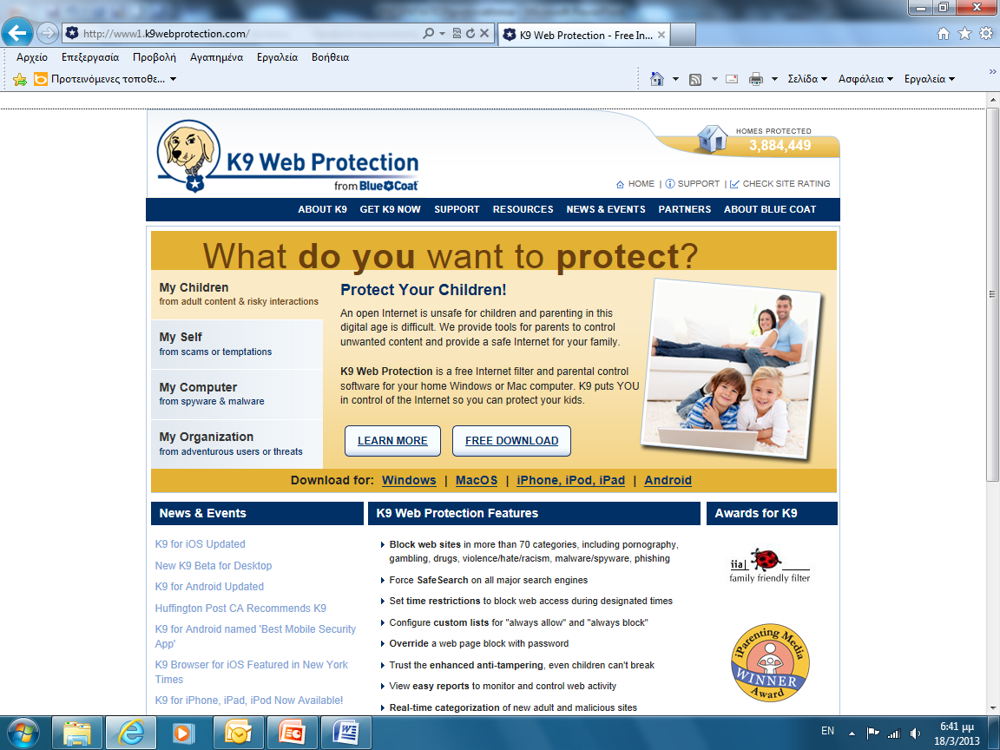 http://www1.k9webprotection.com/
K9 Web Protection - Free In...
Αρχείο Επεξεργασία Προβολή Αγαπημένα Εργαλεία Βοήθεια
Προτεινόμενες τοποθε...
Σελίδα Ασφάλεια Εργαλεία
K9 Web Protection
from Blue Coat
HOMES PROTECTED
3,884,449
HOME | SUPPORT | CHECK SITE RATING
ABOUT K9 GET K9 NOW SUPPORT RESOURCES NEWS & EVENTS PARTNERS ABOUT BLUE COAT
What do you want to protect?
My Children
from adult content & risky interactions
My Self
from scams or temptations
My Computer
from spyware & malware
My Organization
from adventurous users or threats
Protect Your Children!
An open Internet is unsafe for children and parenting in this
digital age is difficult. We provide tools for parents to control
unwanted content and provide a safe Internet for your family.
K9 Web Protection is a free Internet filter and parental control
software for your home Windows or Mac computer. K9 puts YOU
in control of the Internet so you can protect your kids.
LEARN MORE FREE DOWNLOAD
Download for: Windows | MacOS | iPhone, iPod, iPad | Android
News & Events
K9 for iOS Updated
New K9 Beta for Desktop
K9 for Android Updated
Huffington Post CA Recommends K9
K9 for Android named 'Best Mobile Security
App'
K9 Browser for iOS Featured in New York
Times
K9 for iPhone, iPad, iPod Now Available!
K9 Web Protection Features
Block web sites in more than 70 categories, including pornography,
gambling, drugs, violence/hate/racism, malware/spyware, phishing
Force SafeSearch on all major search engines
Set time restrictions to block web access during designated times
Configure custom lists for "always allow" and "always block"
Override a web page block with password
Trust the enhanced anti-tampering, even children can't break
View easy reports to monitor and control web activity
Real-time categorization of new adult and malicious sites
Awards for K9
iia
family friendly filter
iParenting Media
WINNER
Award
EN
6:41 μμ
18/3/2013